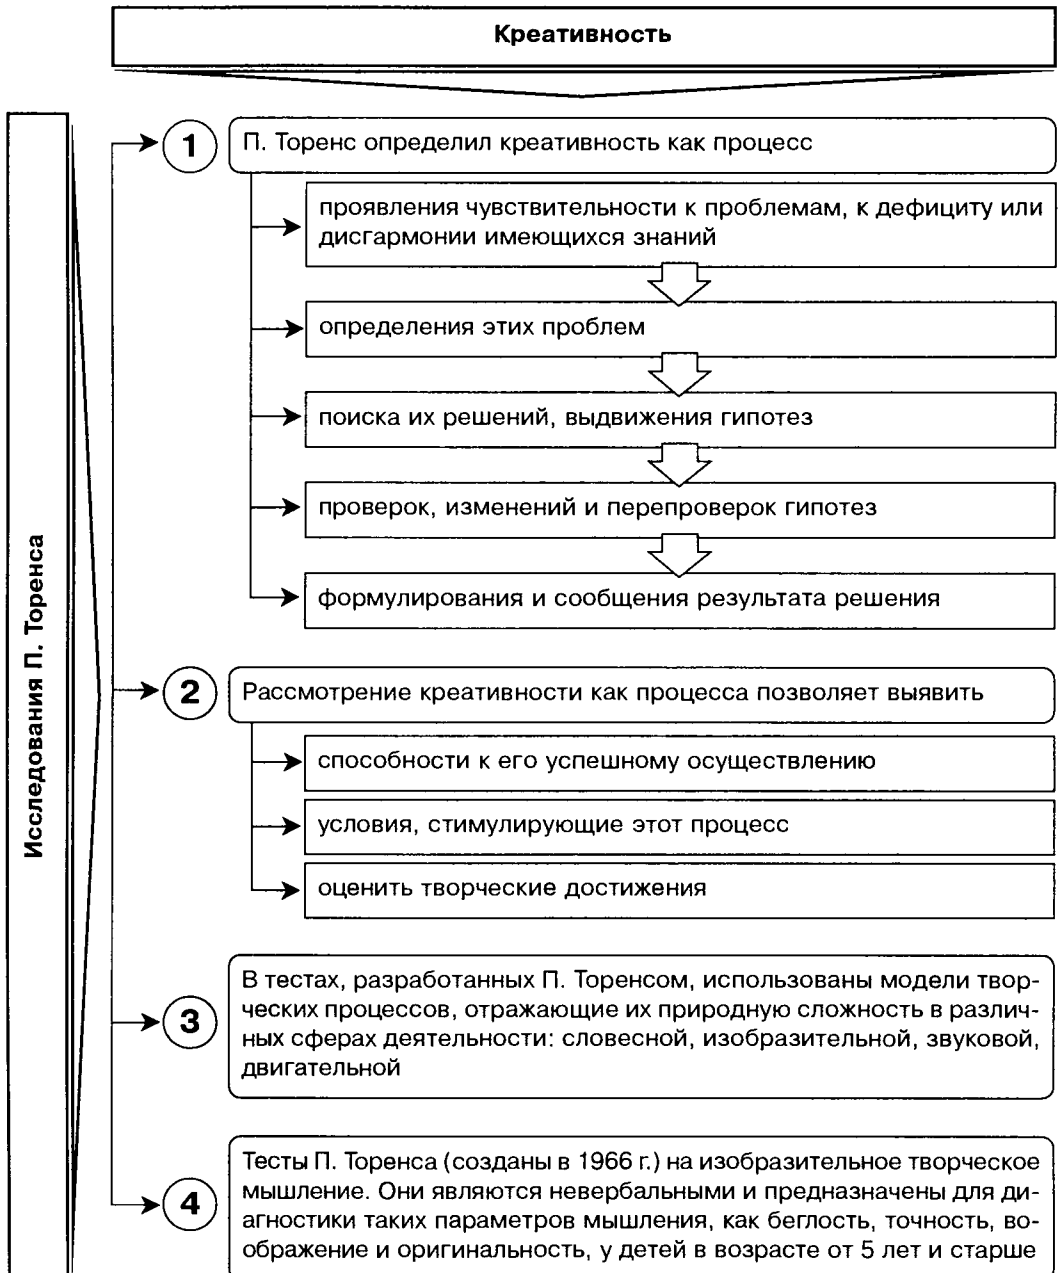 Креативность
Исследования П. Торенса
1
П. Торенс определил креативность как процесс
проявления чувствительности к проблемам, к дефициту или
дисгармонии имеющихся знаний
определения этих проблем
поиска их решений, выдвижения гипотез
проверок, изменений и перепроверок гипотез
формулирования и сообщения результата решения
2
Рассмотрение креативности как процесса позволяет выявить
способности к его успешному осуществлению
условия, стимулирующие этот процесс
оценить творческие достижения
3
В тестах, разработанных П. Торенсом, использованы модели твор-
ческих процессов, отражающие их природную сложность в различ-
ных сферах деятельности: словесной, изобразительной, звуковой,
двигательной
4
Тесты П. Торенса (созданы в 1966 г.) на изобразительное творческое
мышление. Они являются невербальными и предназначены для ди-
агностики таких параметров мышления, как беглость, точность, во-
ображение и оригинальность, у детей в возрасте от 5 лет и старше